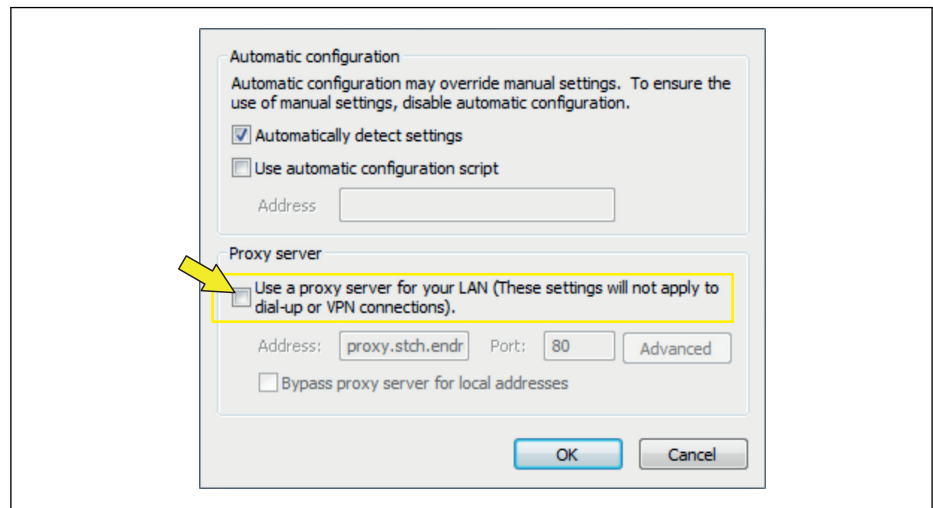 Automatic configuration
Automatic configuration may override manual settings. To ensure the
use of manual settings, disable automatic configuration.
Automatically detect settings
Use automatic configuration script
Address
Proxy server
Use a proxy server for your LAN (These settings will not apply to
dial-up or VPN connections).
Address: proxy.stch.endr Port: 80 Advanced
Bypass proxy server for local addresses
OK Cancel